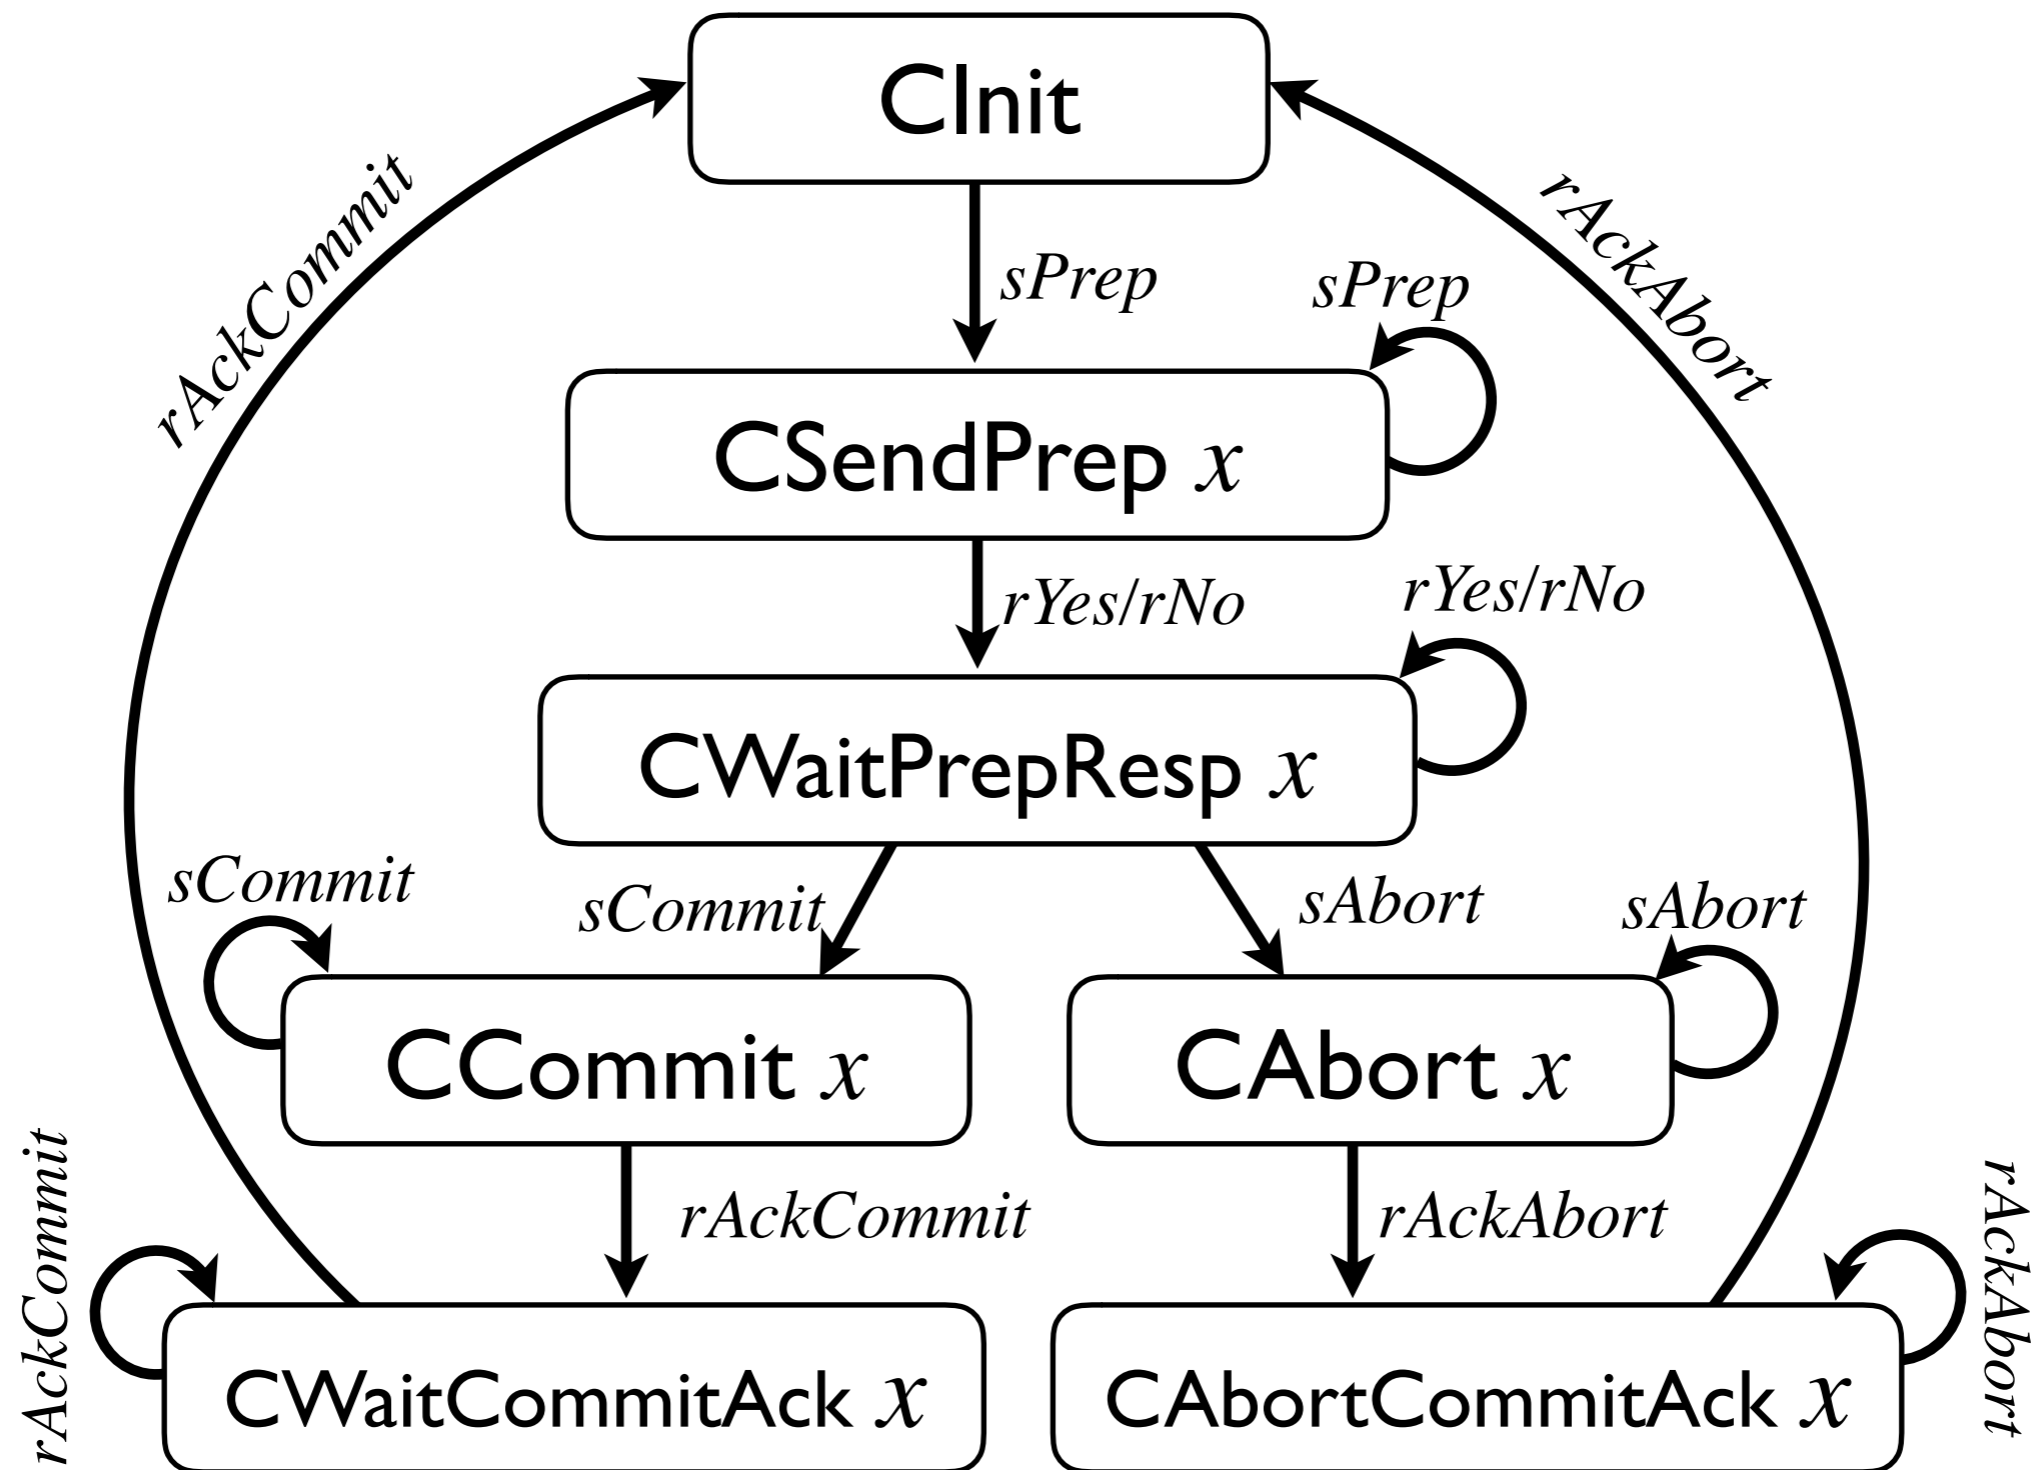 CInit
rAckCommit
rAckAbort
sPrep
sPrep
CSendPrep x
rYes/rNo
rYes/rNo
CWaitPrepResp x
sCommit
sCommit
sAbort
sAbort
CCommit x
CAbort x
rAckCommit
rAckCommit
rAckAbort
rAckAbort
CWaitCommitAck x
CAbortCommitAck x